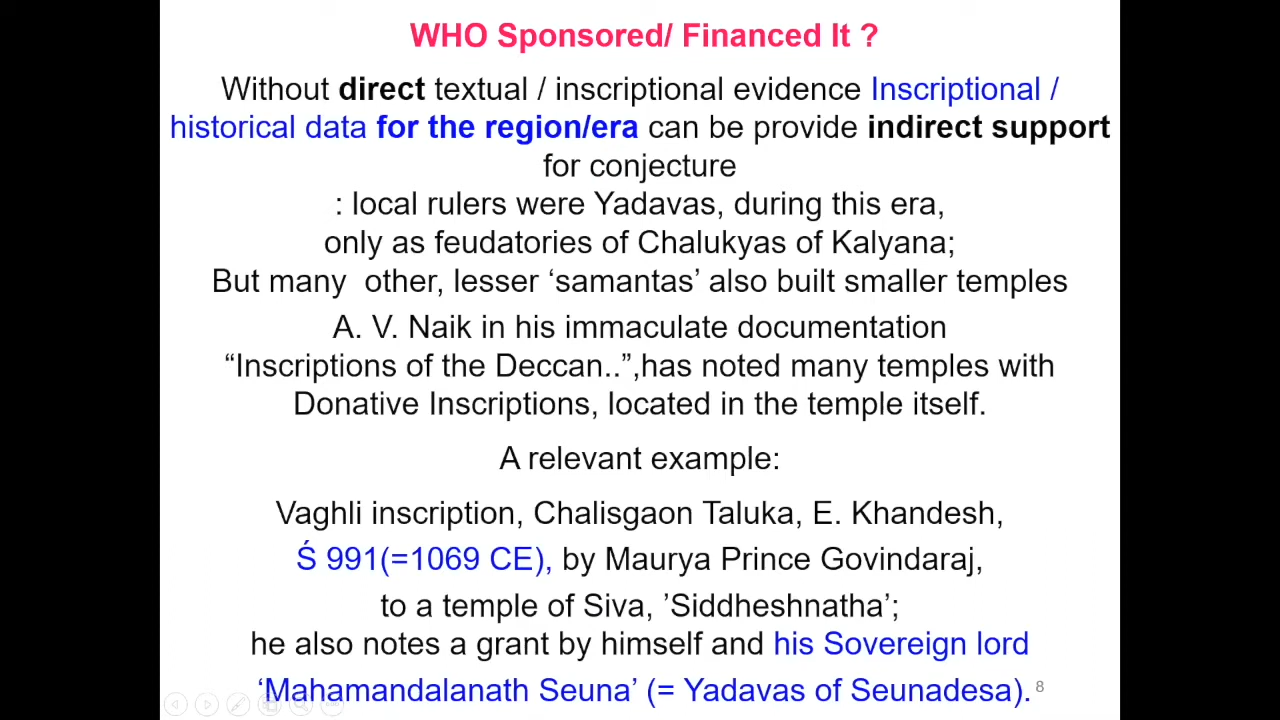 WHO Sponsored/ Financed It ?
Without direct textual / inscriptional evidence Inscriptional /
historical data for the region/era can be provide indirect support
for conjecture
: local rulers were Yadavas, during this era,
only as feudatories of Chalukyas of Kalyana;
But many  other, lesser ‘samantas’ also built smaller temples
A. V. Naik in his immaculate documentation
“Inscriptions of the Deccan..”,has noted many temples with
Donative Inscriptions, located in the temple itself.
A relevant example:
Vaghli inscription, Chalisgaon Taluka, E. Khandesh,
Ś 991(=1069 CE), by Maurya Prince Govindaraj,
to a temple of Siva, ’Siddheshnatha’;
he also notes a grant by himself and his Sovereign lord
‘Mahamandalanath Seuna’ (= Yadavas of Seunadesa).
8